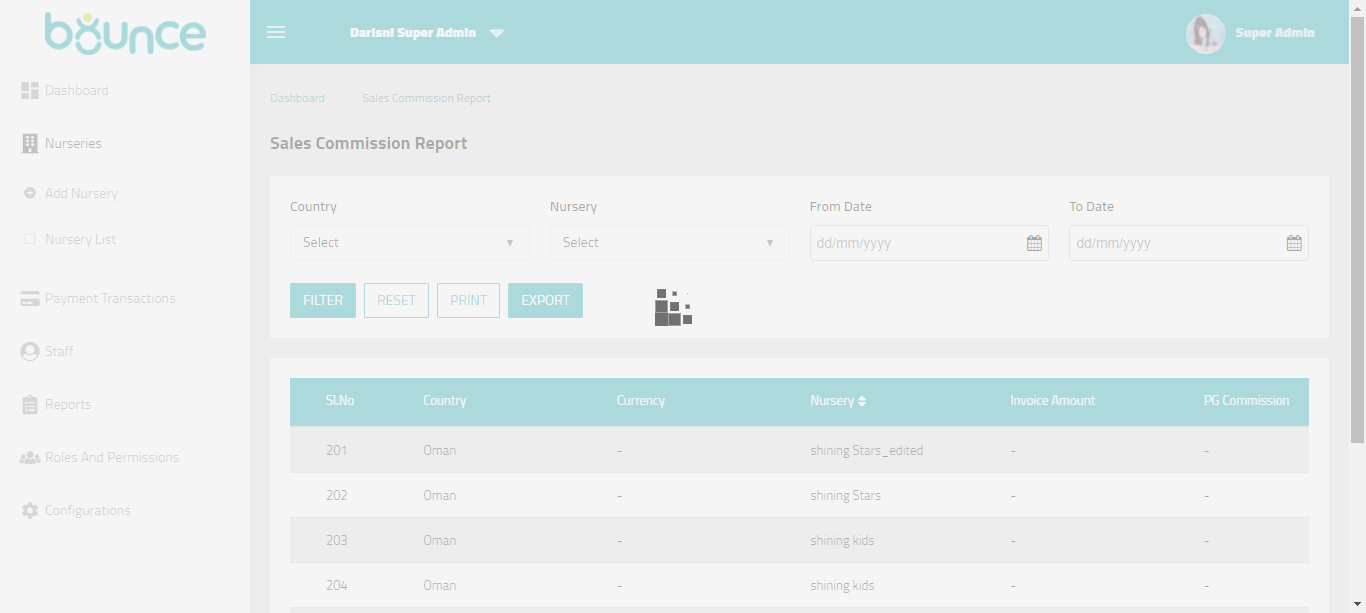 bounce
Darisni Super Admin
Super Admin
Dashboard
Nurseries
Add Nursery
Nursery List
Payment Transactions
Staff
Reports
Roles And Permissions
Configurations
Dashboard Sales Commission Report
Sales Commission Report
Country Nursery From Date To Date
Select Select dd/mm/yyyy dd/mm/yyyy
FILTER RESET PRINT EXPORT
Sl.No Country Currency Nursery Invoice Amount PG Commission
201 Oman - shining Stars_edited - -
202 Oman - shining Stars - -
203 Oman - shining kids - -
204 Oman - shining kids - -